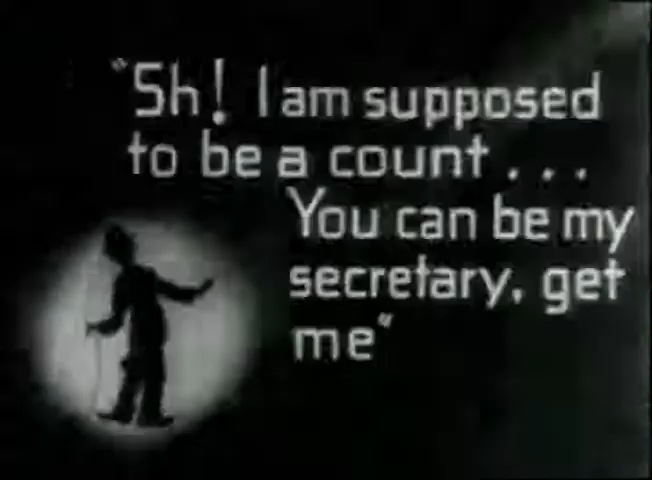 "Sh! I am supposed
to be a count . . .
You can be my
secretary, get
me"